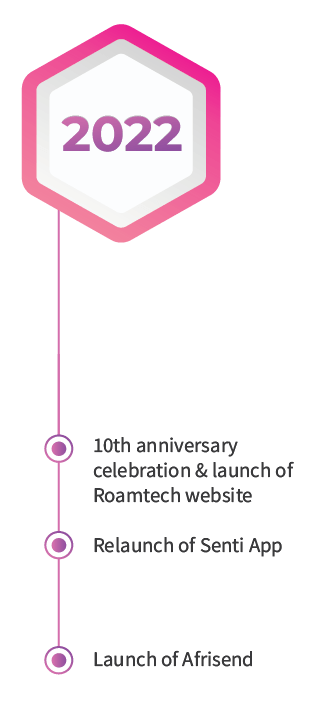 2022
10th anniversary
celebration & launch of
Roamtech website
Relaunch of Senti App
Launch of Afrisend